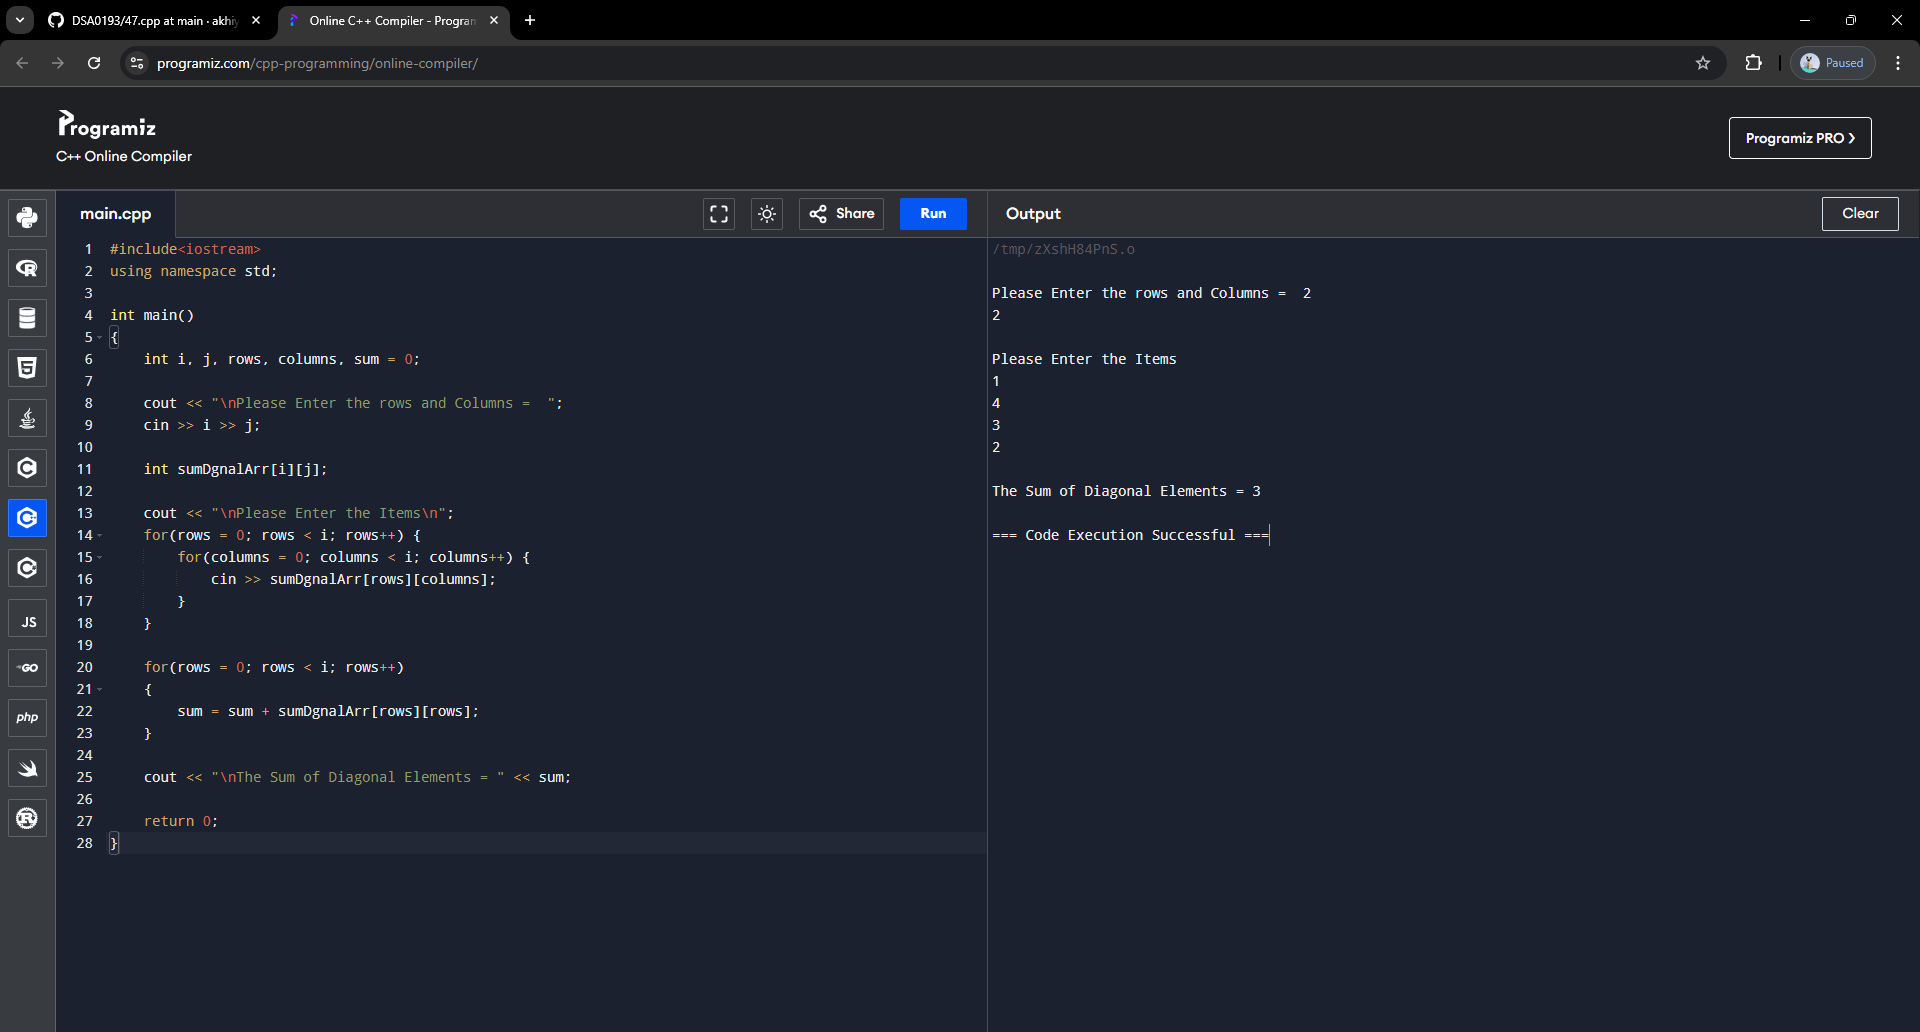 DSA0193/47.cpp at main · akhiy
Online C++ Compiler - Program
programiz.com/cpp-programming/online-compiler/
Paused
Programiz
C++ Online Compiler
Programiz PRO ❯
main.cpp
Share
Run
Output
Clear
JS
GO
php
1 #include<iostream>
2 using namespace std;
3
4 int main()
5 {
6     int i, j, rows, columns, sum = 0;
7
8     cout << "\nPlease Enter the rows and Columns =  ";
9     cin >> i >> j;
10
11     int sumDgnalArr[i][j];
12
13     cout << "\nPlease Enter the Items\n";
14     for(rows = 0; rows < i; rows++) {
15         for(columns = 0; columns < i; columns++) {
16             cin >> sumDgnalArr[rows][columns];
17         }
18     }
19
20     for(rows = 0; rows < i; rows++)
21     {
22         sum = sum + sumDgnalArr[rows][rows];
23     }
24
25     cout << "\nThe Sum of Diagonal Elements = " << sum;
26
27     return 0;
28 }
/tmp/zXshH84PnS.o
Please Enter the rows and Columns =  2
2
Please Enter the Items
1
4
3
2
The Sum of Diagonal Elements = 3
=== Code Execution Successful ===